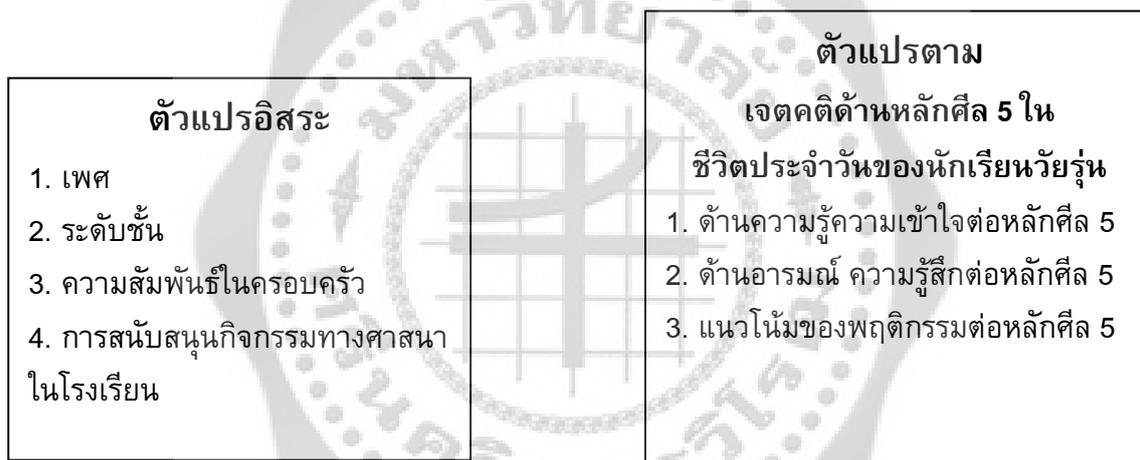 ตัวแปรอิสระ
1. เพศ
2. ระดับชั้น
3. ความสัมพันธ์ในครอบครัว
4. การสนับสนุนกิจกรรมทางศาสนา
ในโรงเรียน
ตัวแปรตาม
เจตคติด้านหลักศีล 5 ใน
ชีวิตประจำวันของนักเรียนวัยรุ่น
1. ด้านความรู้ความเข้าใจต่อหลักศีล 5
2. ด้านอารมณ์ ความรู้สึกต่อหลักศีล 5
3. แนวโน้มของพฤติกรรมต่อหลักศีล 5